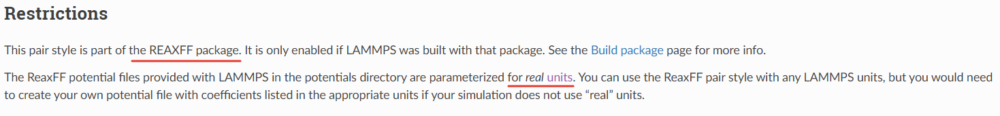 Restrictions
This pair style is part of the REAXFF package. It is only enabled if LAMMPS was built with that package. See the Build package page for more info.
The ReaxFF potential files provided with LAMMPS in the potentials directory are parameterized for real units. You can use the ReaxFF pair style with any LAMMPS units, but you would need
to create your own potential file with coefficients listed in the appropriate units if your simulation does not use “real” units.